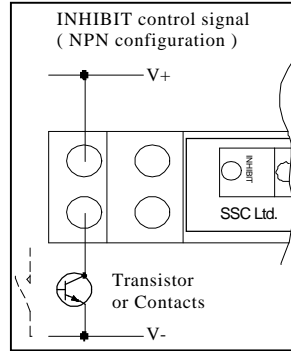 INHIBIT control signal
( NPN configuration )
V+
INHIBIT
SSC Ltd.
Transistor
or Contacts
V-